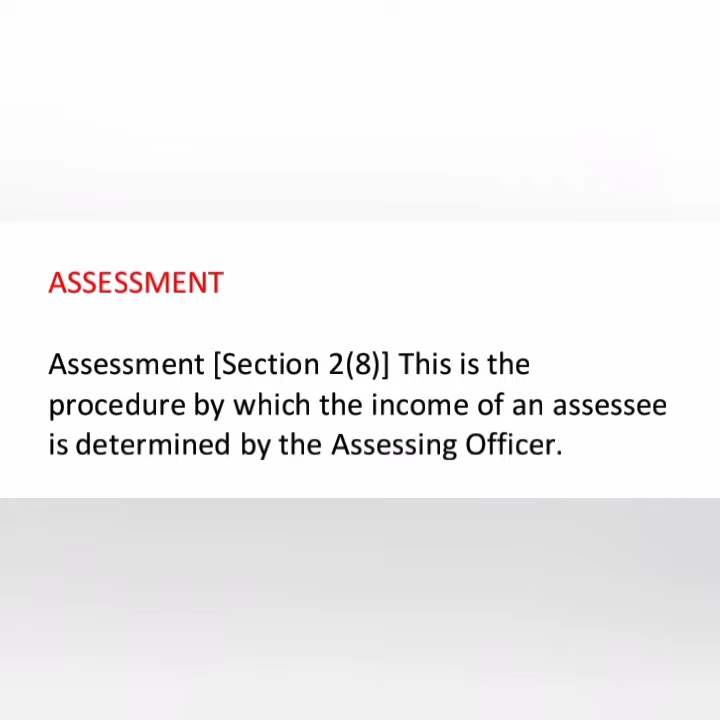 ASSESSMENT
Assessment [Section 2(8)] This is the
procedure by which the income of an assessee
is determined by the Assessing Officer.